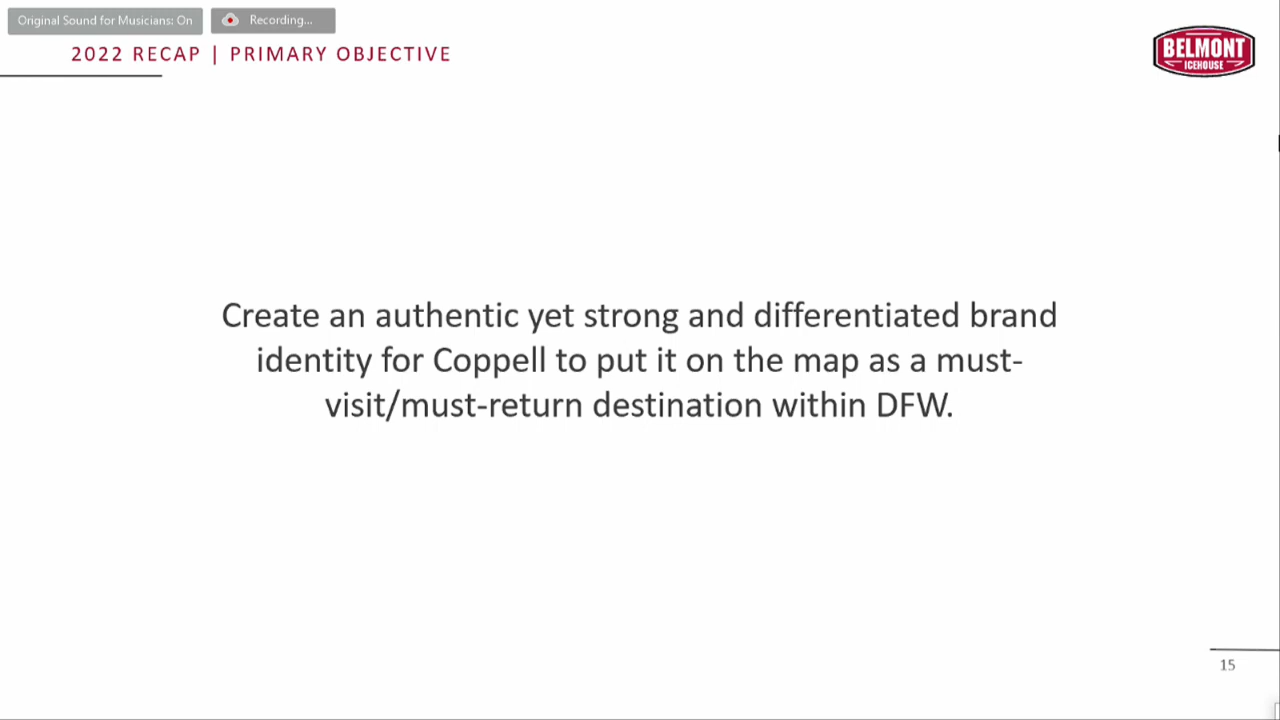 Original Sound for Musicians: On
Recording...
2022 RECAP | PRIMARY OBJECTIVE
BELMONT
ICEHOUSE
Create an authentic yet strong and differentiated brand
identity for Coppell to put it on the map as a must-
visit/must-return destination within DFW.
15